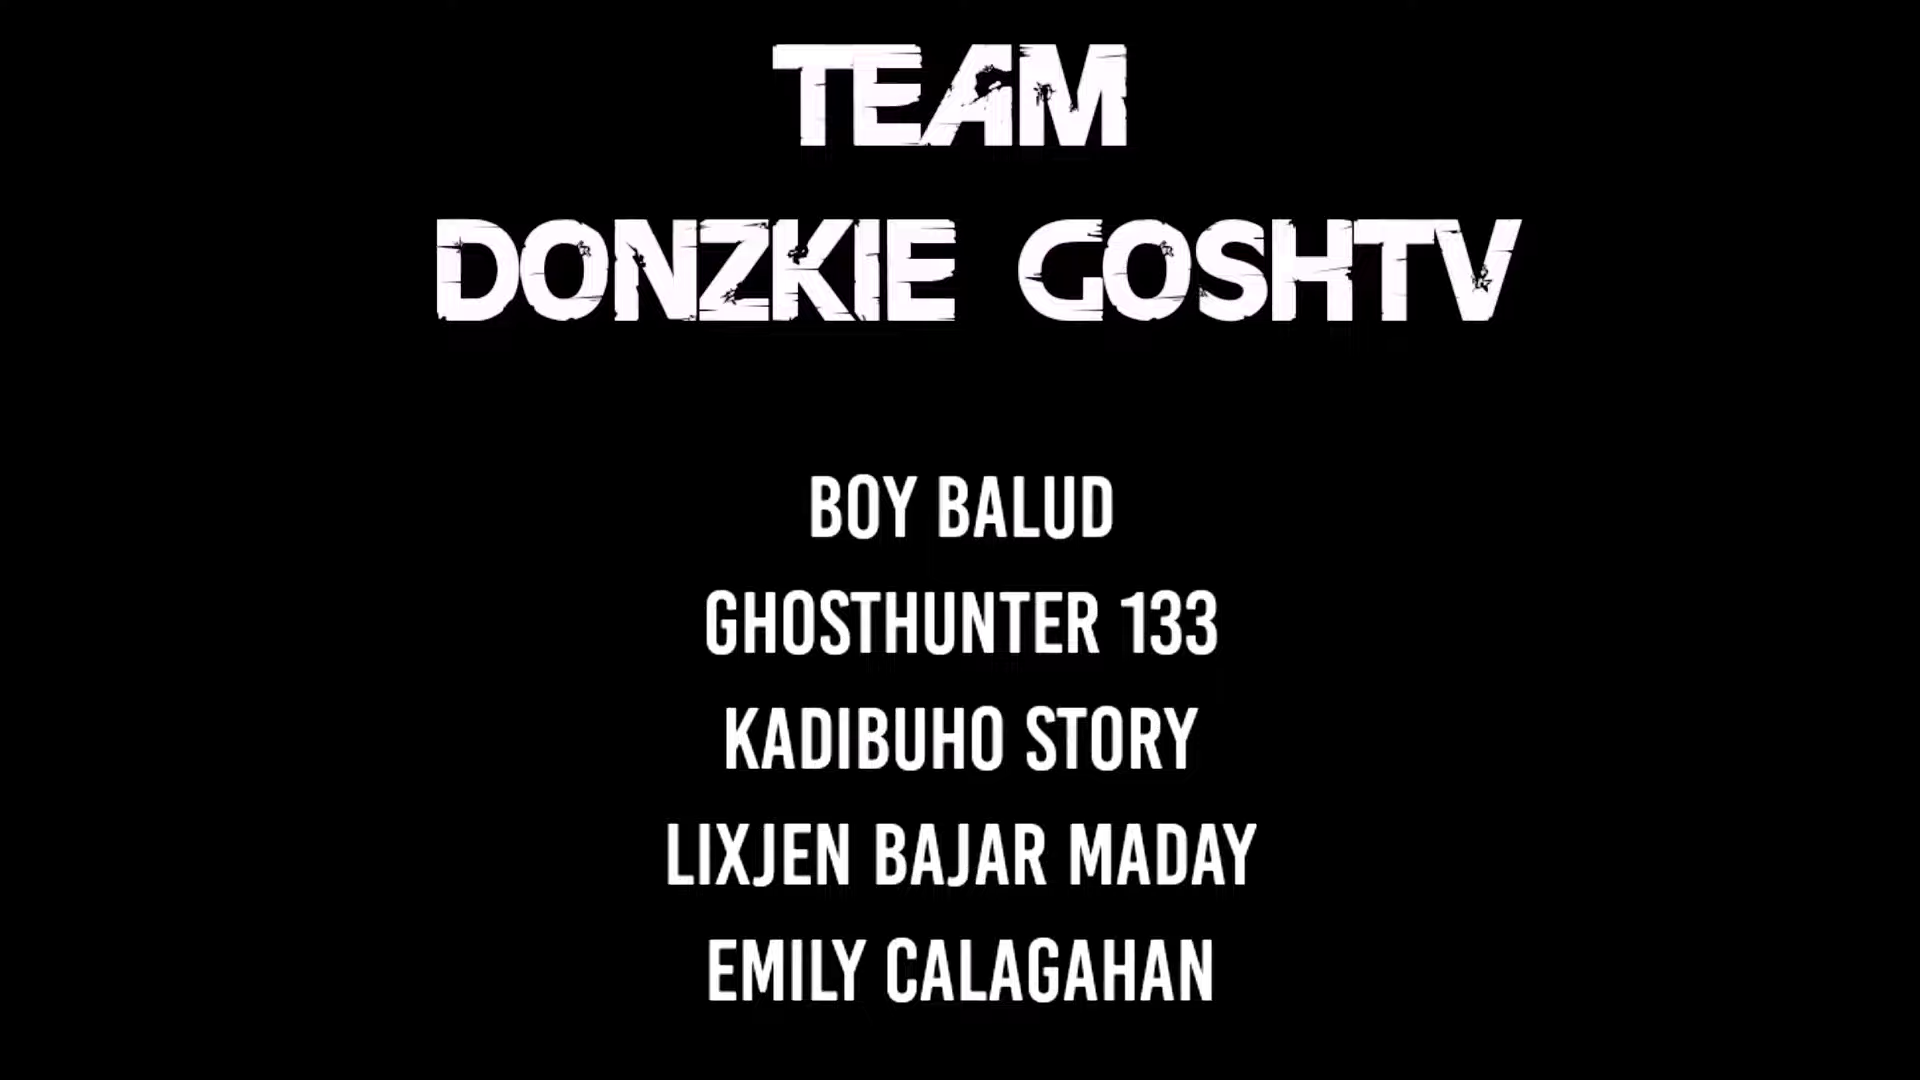 TEAM
DONZKIE GOSHTV
BOY BALUD
GHOSTHUNTER 133
KADIBUHO STORY
LIXJEN BAJAR MADAY
EMILY CALAGAHAN